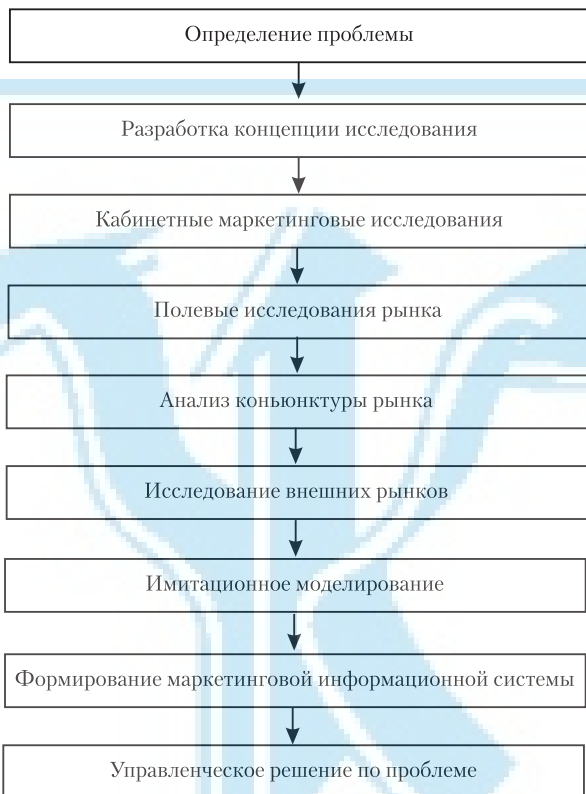 Определение проблемы
Разработка концепции исследования
Кабинетные маркетинговые исследования
Полевые исследования рынка
Анализ коньюнктуры рынка
Исследование внешних рынков
Имитационное моделирование
Формирование маркетинговой информационной системы
Управленческое решение по проблеме